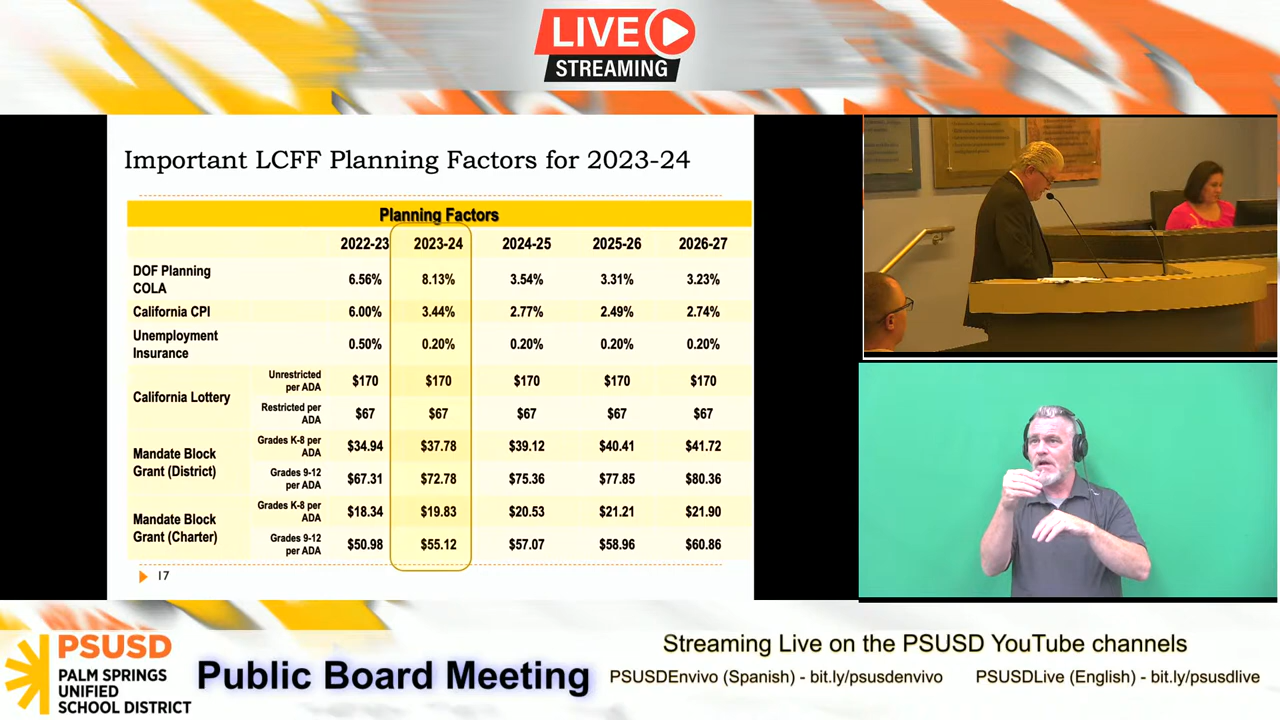 LIVE
STREAMING
Important LCFF Planning Factors for 2023-24
Planning Factors
2022-23 2023-24 2024-25 2025-26 2026-27
DOF Planning
COLA 6.56% 8.13% 3.54% 3.31% 3.23%
California CPI 6.00% 3.44% 2.77% 2.49% 2.74%
Unemployment
Insurance 0.50% 0.20% 0.20% 0.20% 0.20%
California Lottery
Unrestricted
per ADA $170 $170 $170 $170 $170
Restricted per
ADA $67 $67 $67 $67 $67
Mandate Block
Grant (District)
Grades K-8 per
ADA $34.94 $37.78 $39.12 $40.41 $41.72
Grades 9-12
per ADA $67.31 $72.78 $75.36 $77.85 $80.36
Mandate Block
Grant (Charter)
Grades K-8 per
ADA $18.34 $19.83 $20.53 $21.21 $21.90
Grades 9-12
per ADA $50.98 $55.12 $57.07 $58.96 $60.86
17
PSUSD
PALM SPRINGS
UNIFIED
SCHOOL DISTRICT
Public Board Meeting
Streaming Live on the PSUSD YouTube channels
PSUSDEnvivo (Spanish) - bit.ly/psusdenvivo PSUSDLive (English) - bit.ly/psusdlive